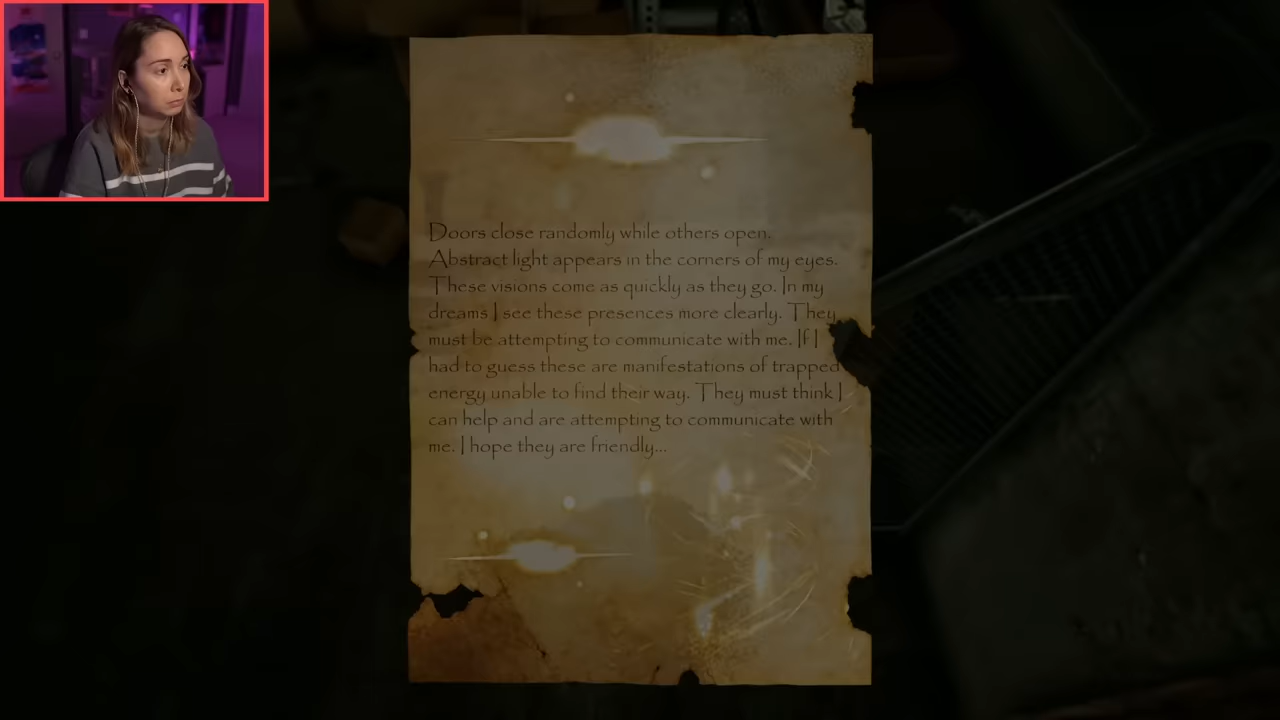 Doors close randomly while others open.
Abstract light appears in the corners of my eyes.
These visions come as quickly as they go. In my
dreams I see these presences more clearly. They
must be attempting to communicate with me. If I
had to guess these are manifestations of trapped
energy unable to find their way. They must think I
can help and are attempting to communicate with
me. I hope they are friendly...